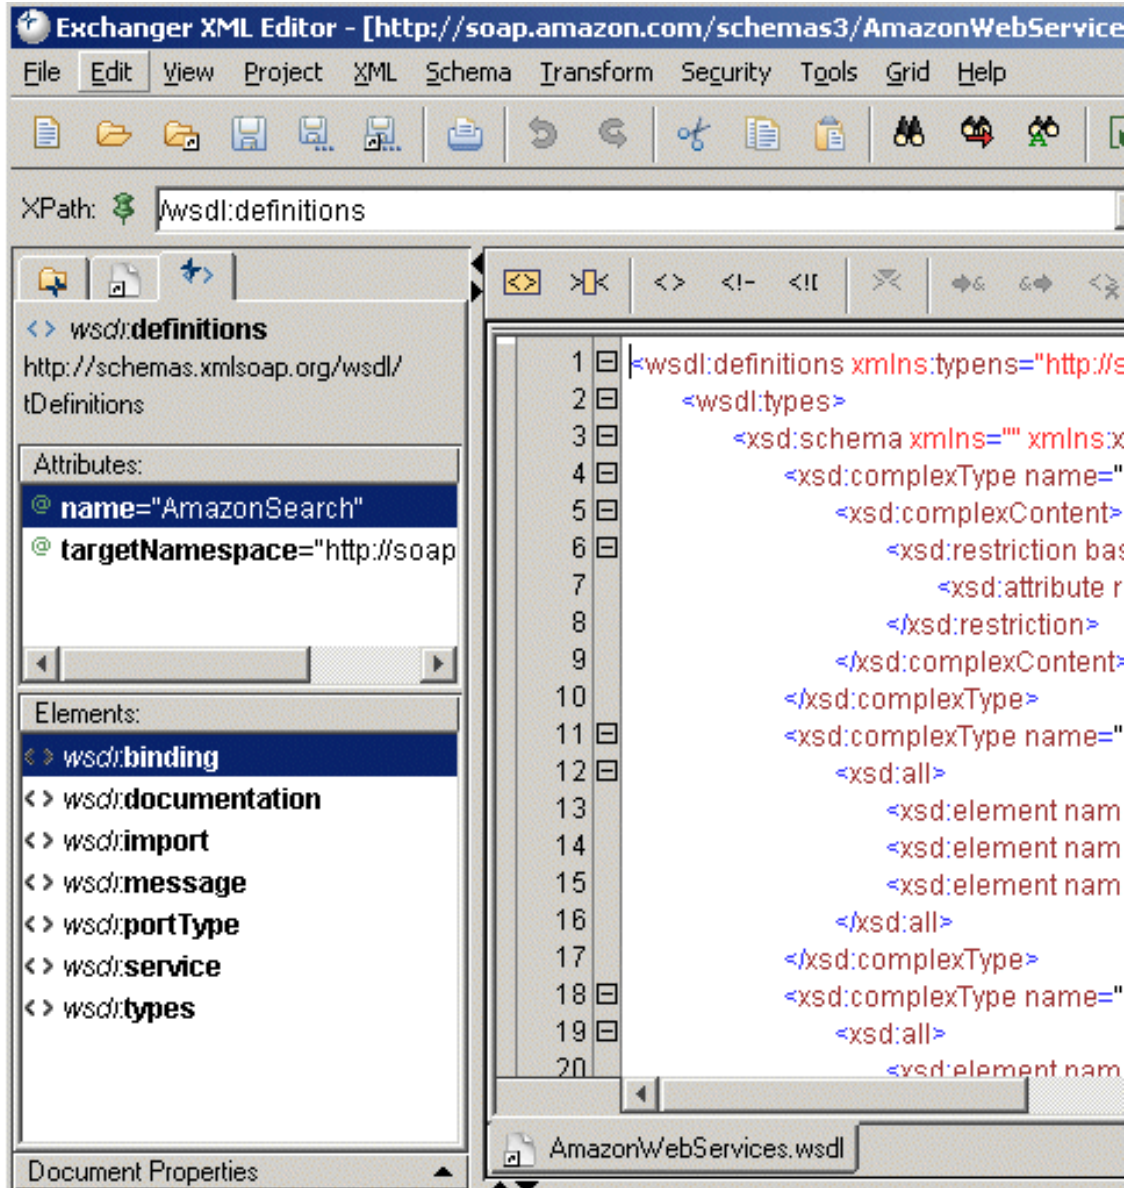 Exchanger XML Editor - [http://soap.amazon.com/schemas3/AmazonWebService
File Edit View Project XML Schema Transform Security Tools Grid Help
XPath: /wsdl:definitions
<> wsdl:definitions
http://schemas.xmlsoap.org/wsdl/
tDefinitions
Attributes:
@ name="AmazonSearch"
@ targetNamespace="http://soap
Elements:
<> wsdl:binding
<> wsdl:documentation
<> wsdl:import
<> wsdl:message
<> wsdl:portType
<> wsdl:service
<> wsdl:types
Document Properties
1 <wsdl:definitions xmlns:typens="http://s
2 <wsdl:types>
3 <xsd:schema xmlns="" xmlns:x
4 <xsd:complexType name="
5 <xsd:complexContent>
6 <xsd:restriction bas
7 <xsd:attribute r
8 </xsd:restriction>
9 </xsd:complexContent>
10 </xsd:complexType>
11 <xsd:complexType name="
12 <xsd:all>
13 <xsd:element nam
14 <xsd:element nam
15 <xsd:element nam
16 </xsd:all>
17 </xsd:complexType>
18 <xsd:complexType name="
19 <xsd:all>
20 <xsd:element nam
AmazonWebServices.wsdl